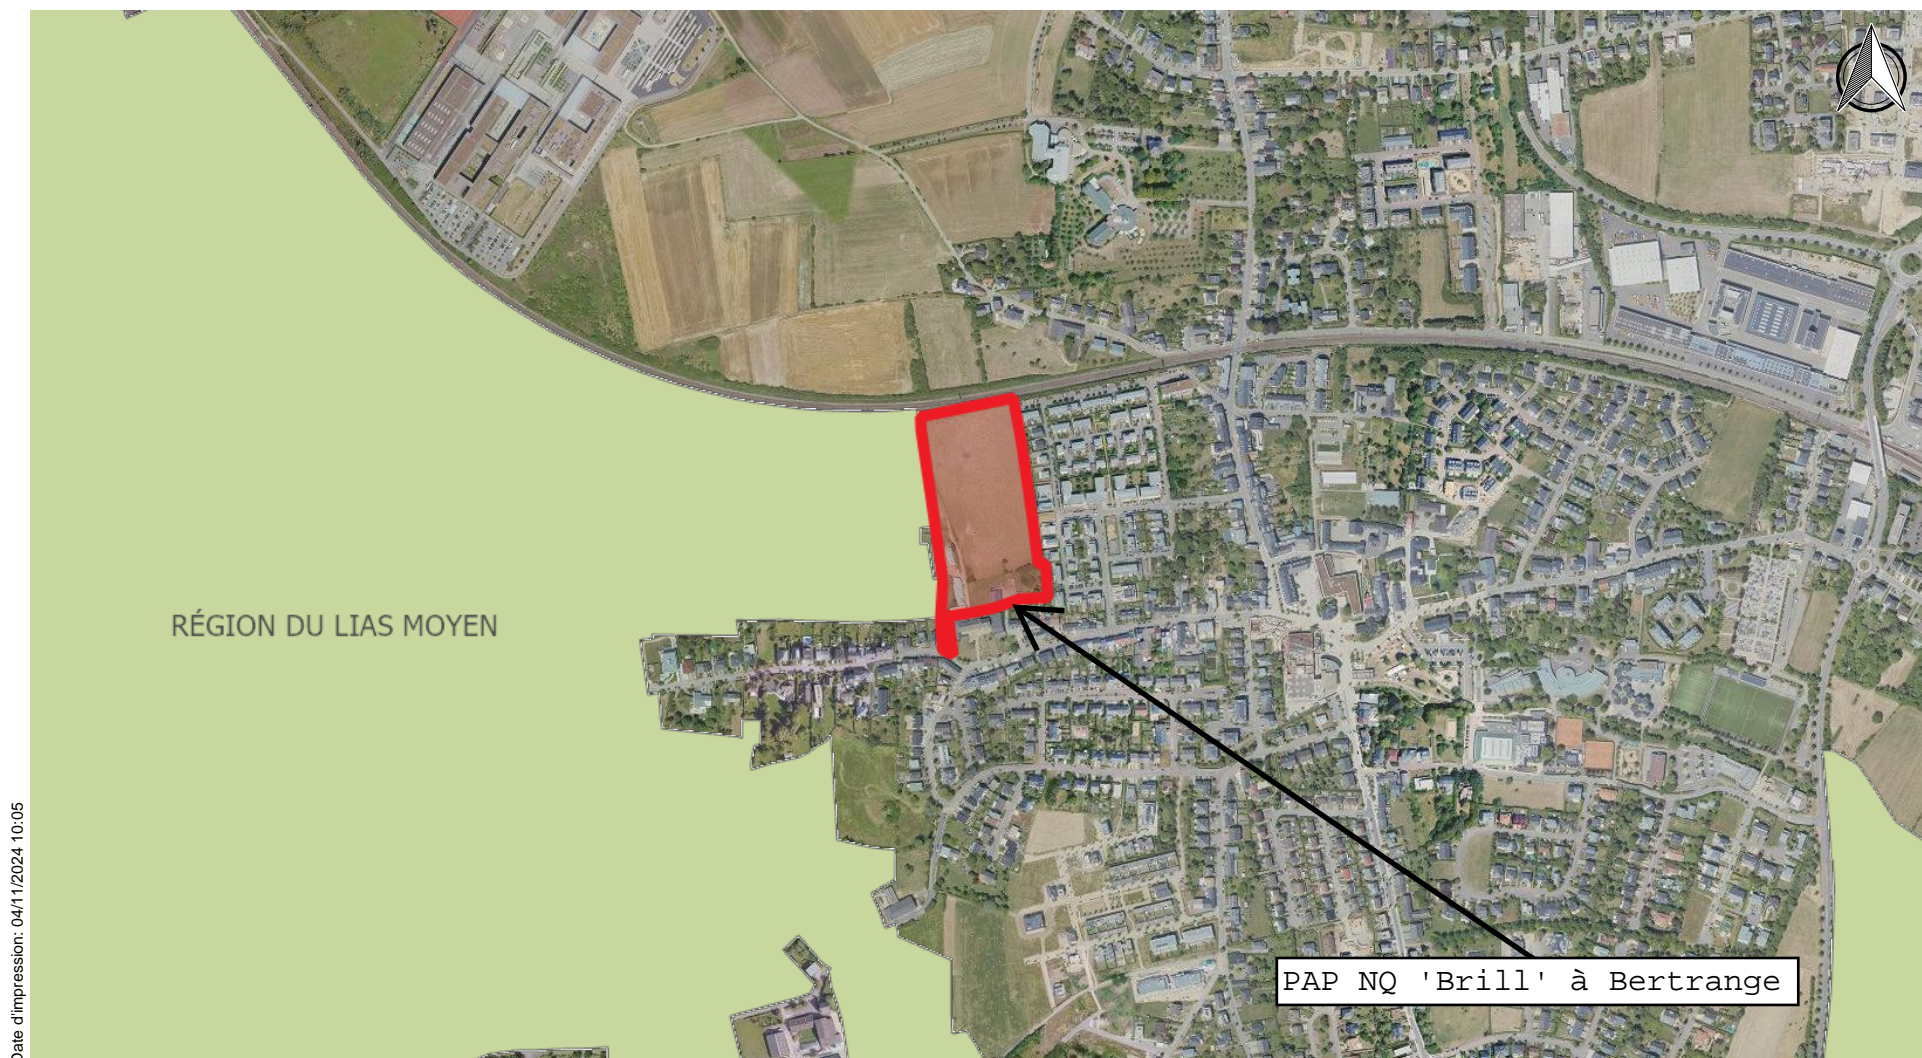 RÉGION DU LIAS MOYEN
PAP NQ 'Brill' à Bertrange
Date d'impression: 04/11/2024 10:05